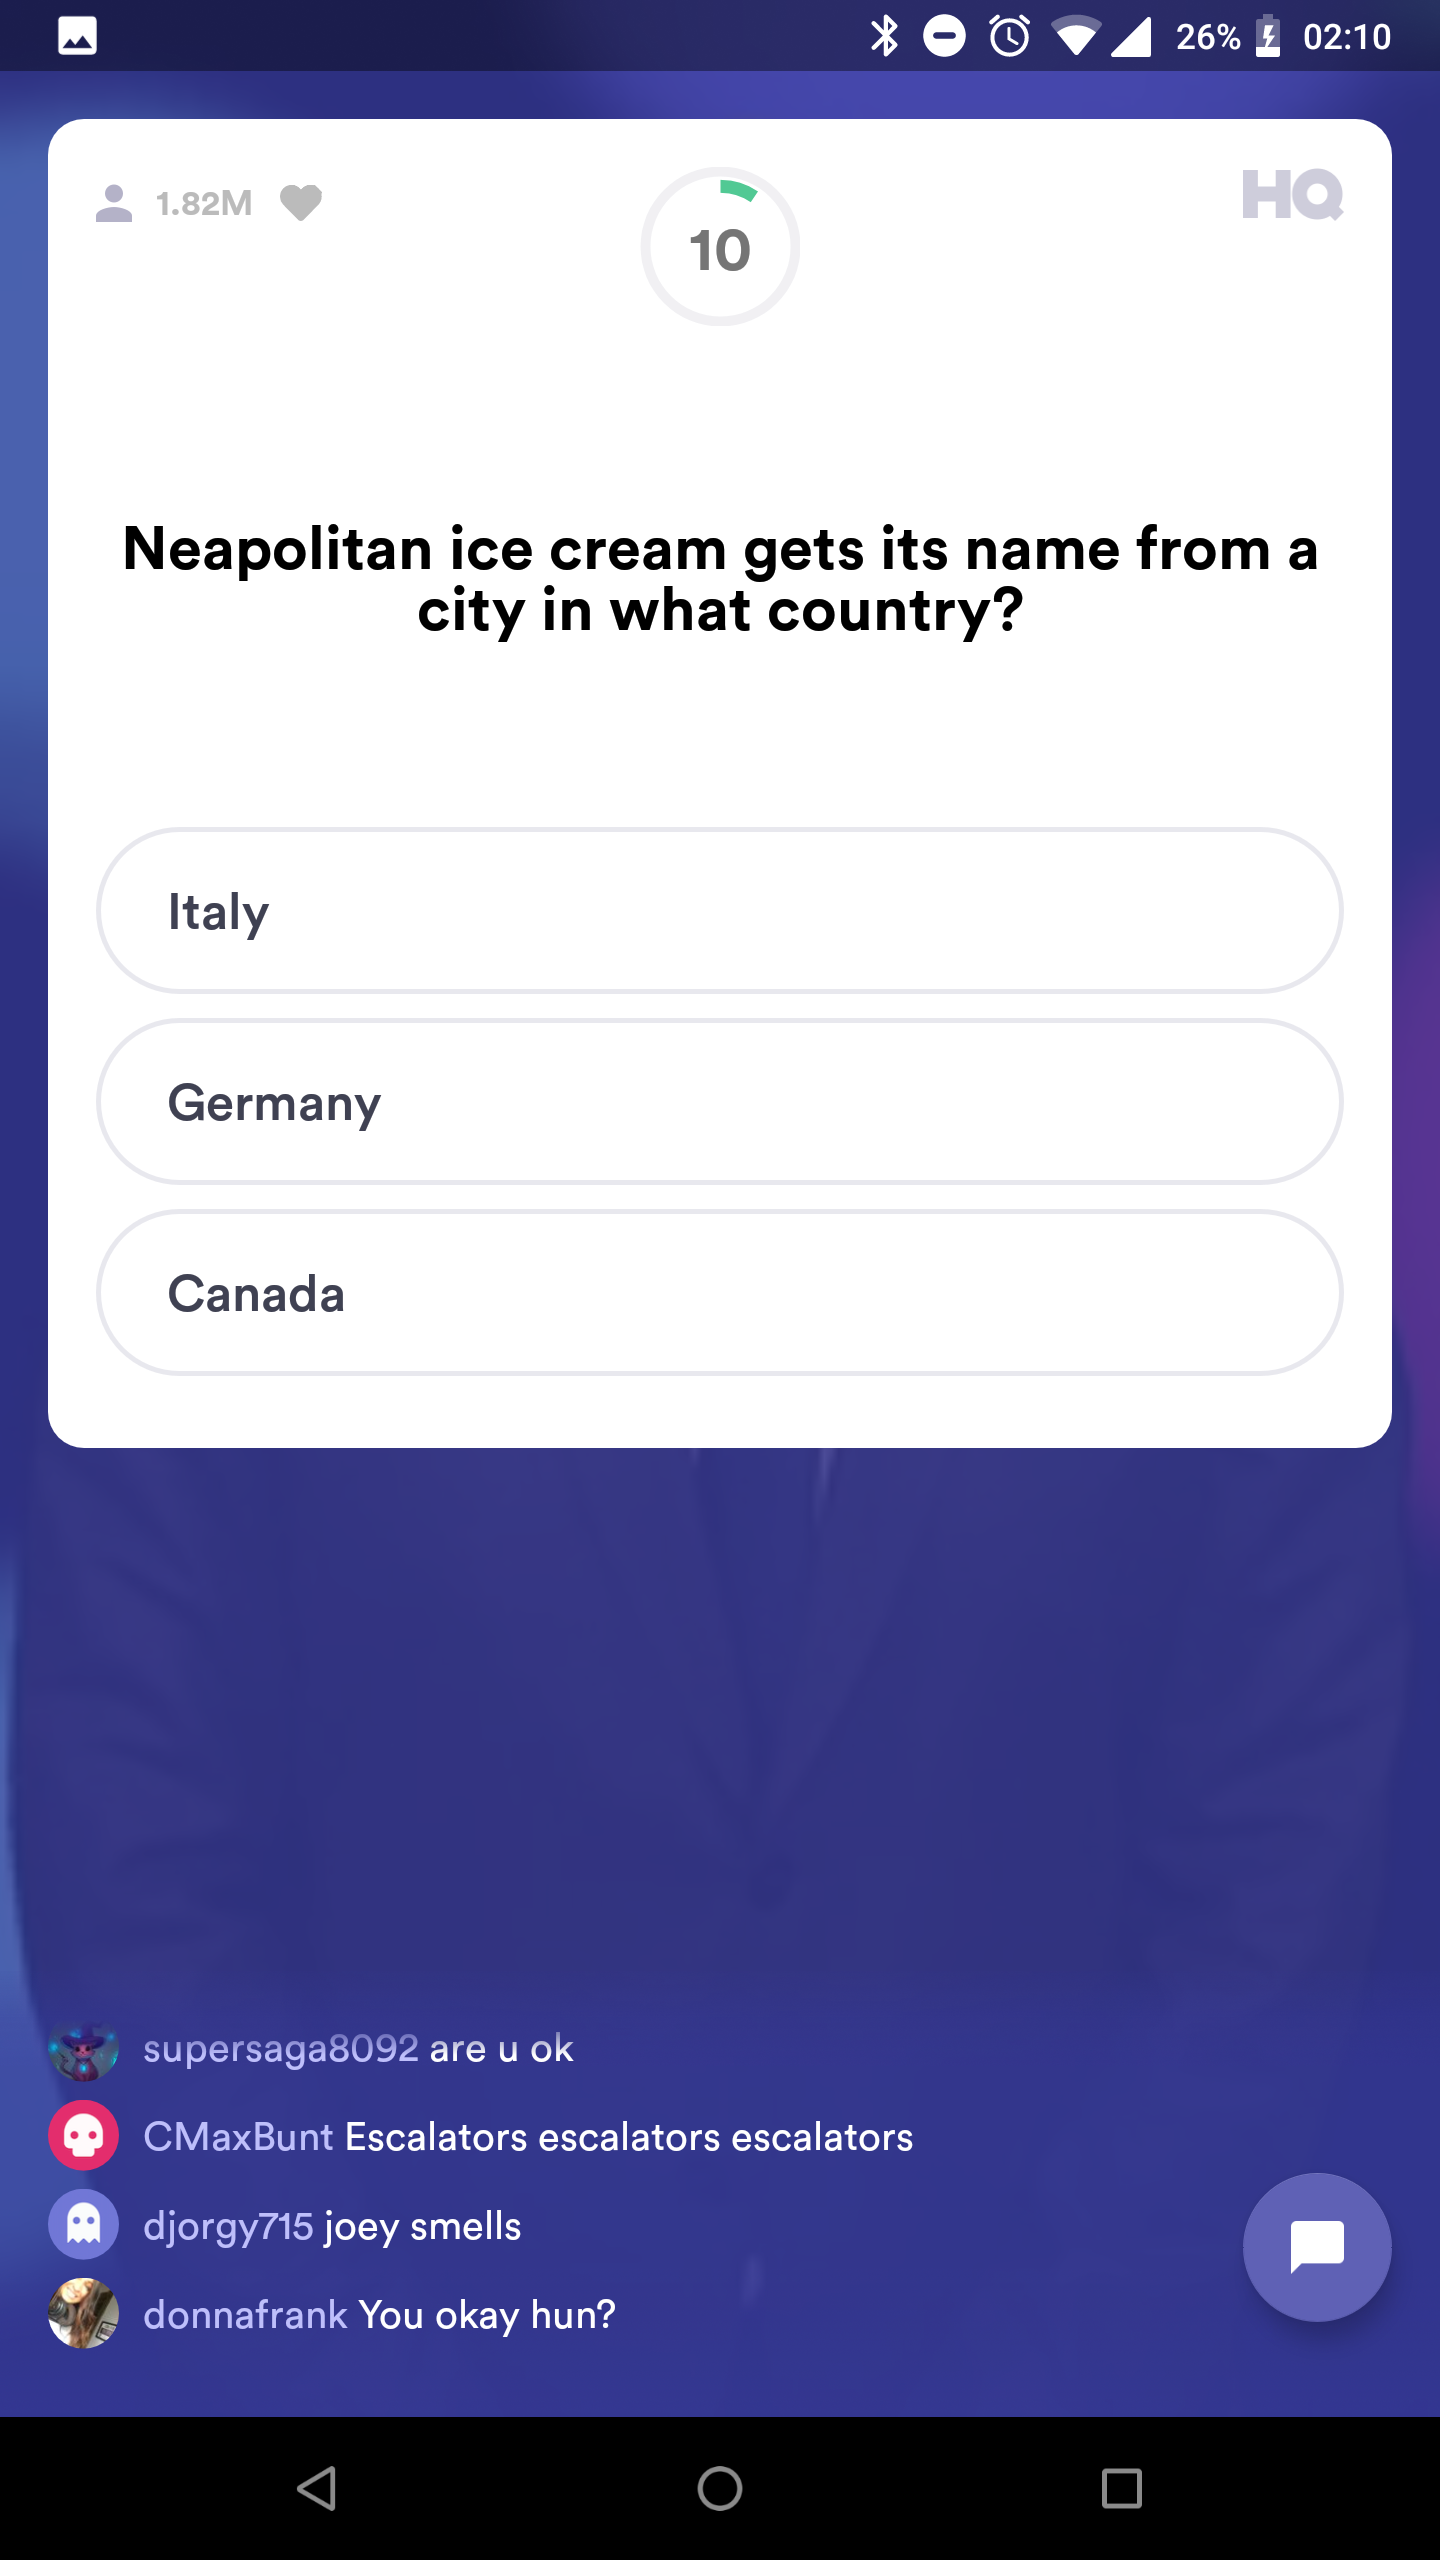 26% 02:10
1.82M
10
HQ
Neapolitan ice cream gets its name from a
city in what country?
Italy
Germany
Canada
supersaga8092 are u ok
CMaxBunt Escalators escalators escalators
djorgy715 joey smells
donnafrank You okay hun?